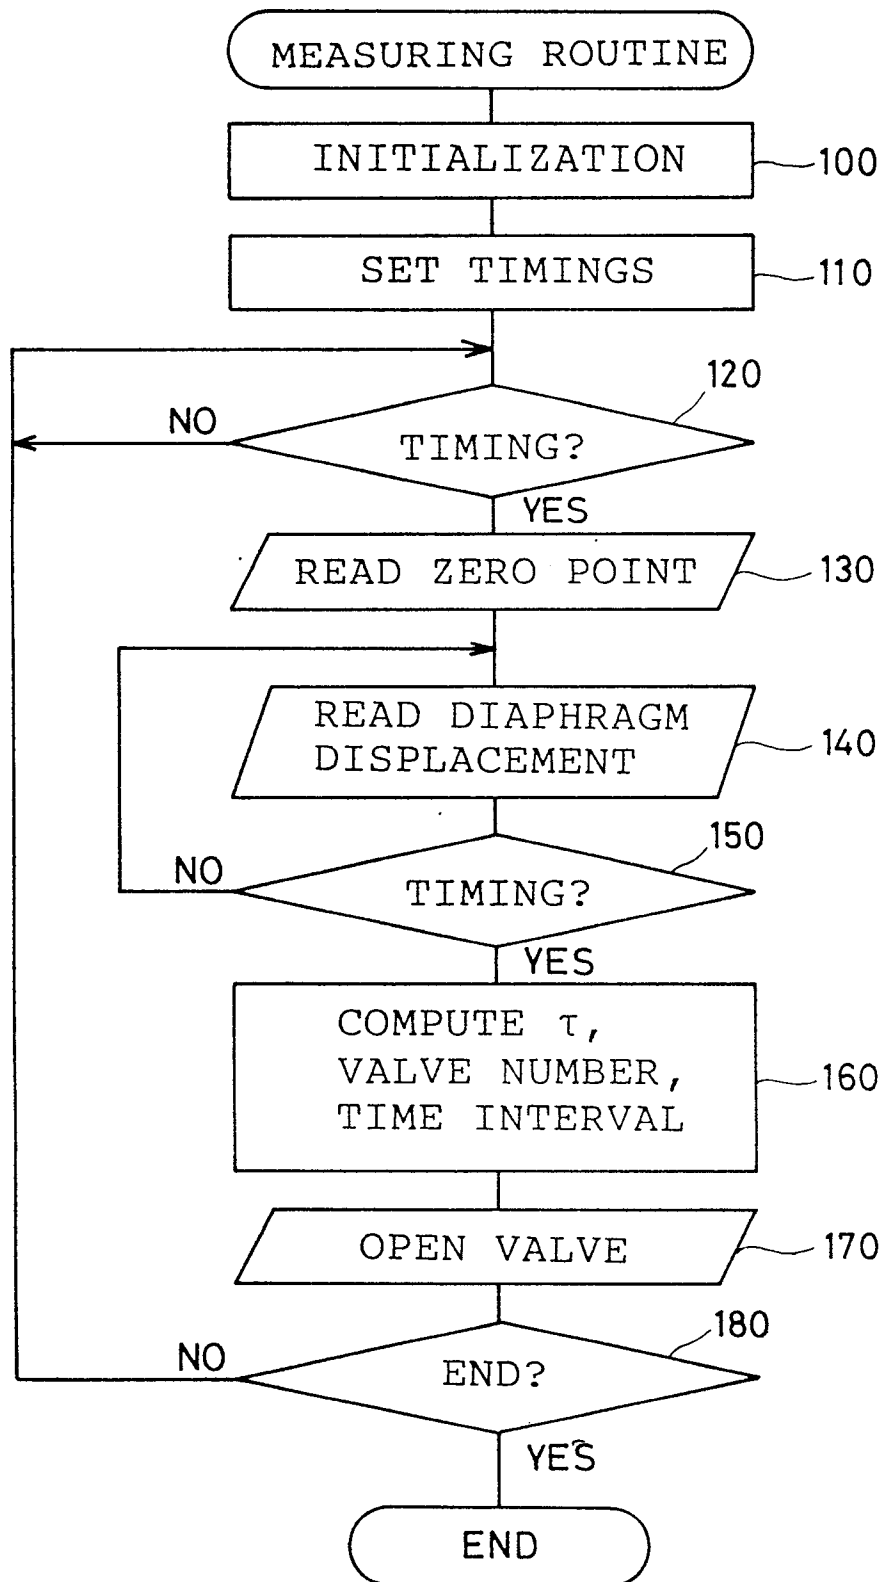 MEASURING ROUTINE
INITIALIZATION
100
SET TIMINGS
110
120
NO
TIMING?
YES
READ ZERO POINT
130
READ DIAPHRAGM
DISPLACEMENT
140
150
NO
TIMING?
YES
COMPUTE τ,
VALVE NUMBER,
TIME INTERVAL
160
OPEN VALVE
170
180
NO
END?
YES
END